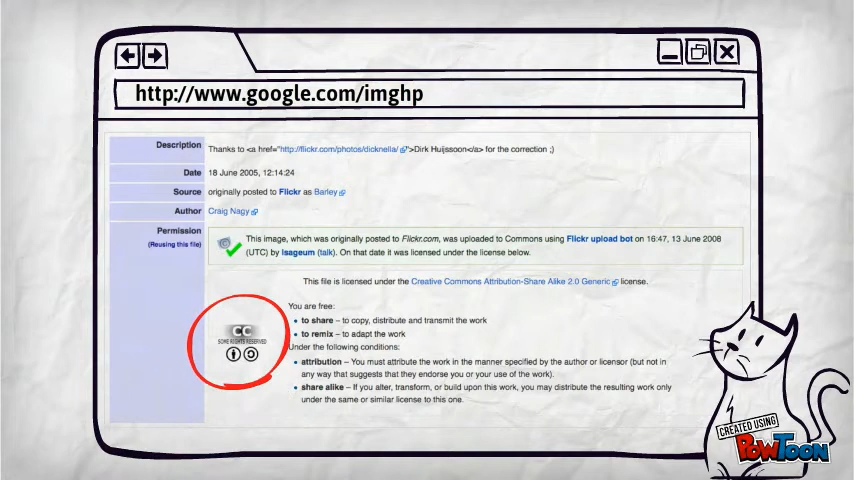 http://www.google.com/imghp
Description
Thanks to <a href="http://flickr.com/photos/dicknella/">Dirk Huijssoon</a> for the correction ;)
Date
18 June 2005, 12:14:24
Source
originally posted to Flickr as Barley
Author
Craig Nagy
Permission
(Reusing this file)
This image, which was originally posted to Flickr.com, was uploaded to Commons using Flickr upload bot on 16:47, 13 June 2008
(UTC) by Isageum (talk). On that date it was licensed under the license below.
This file is licensed under the Creative Commons Attribution-Share Alike 2.0 Generic license.
CC
SOME RIGHTS RESERVED
You are free:
• to share – to copy, distribute and transmit the work
• to remix – to adapt the work
Under the following conditions:
• attribution – You must attribute the work in the manner specified by the author or licensor (but not in
any way that suggests that they endorse you or your use of the work).
• share alike – If you alter, transform, or build upon this work, you may distribute the resulting work only
under the same or similar license to this one.
CREATED USING
POWTOON